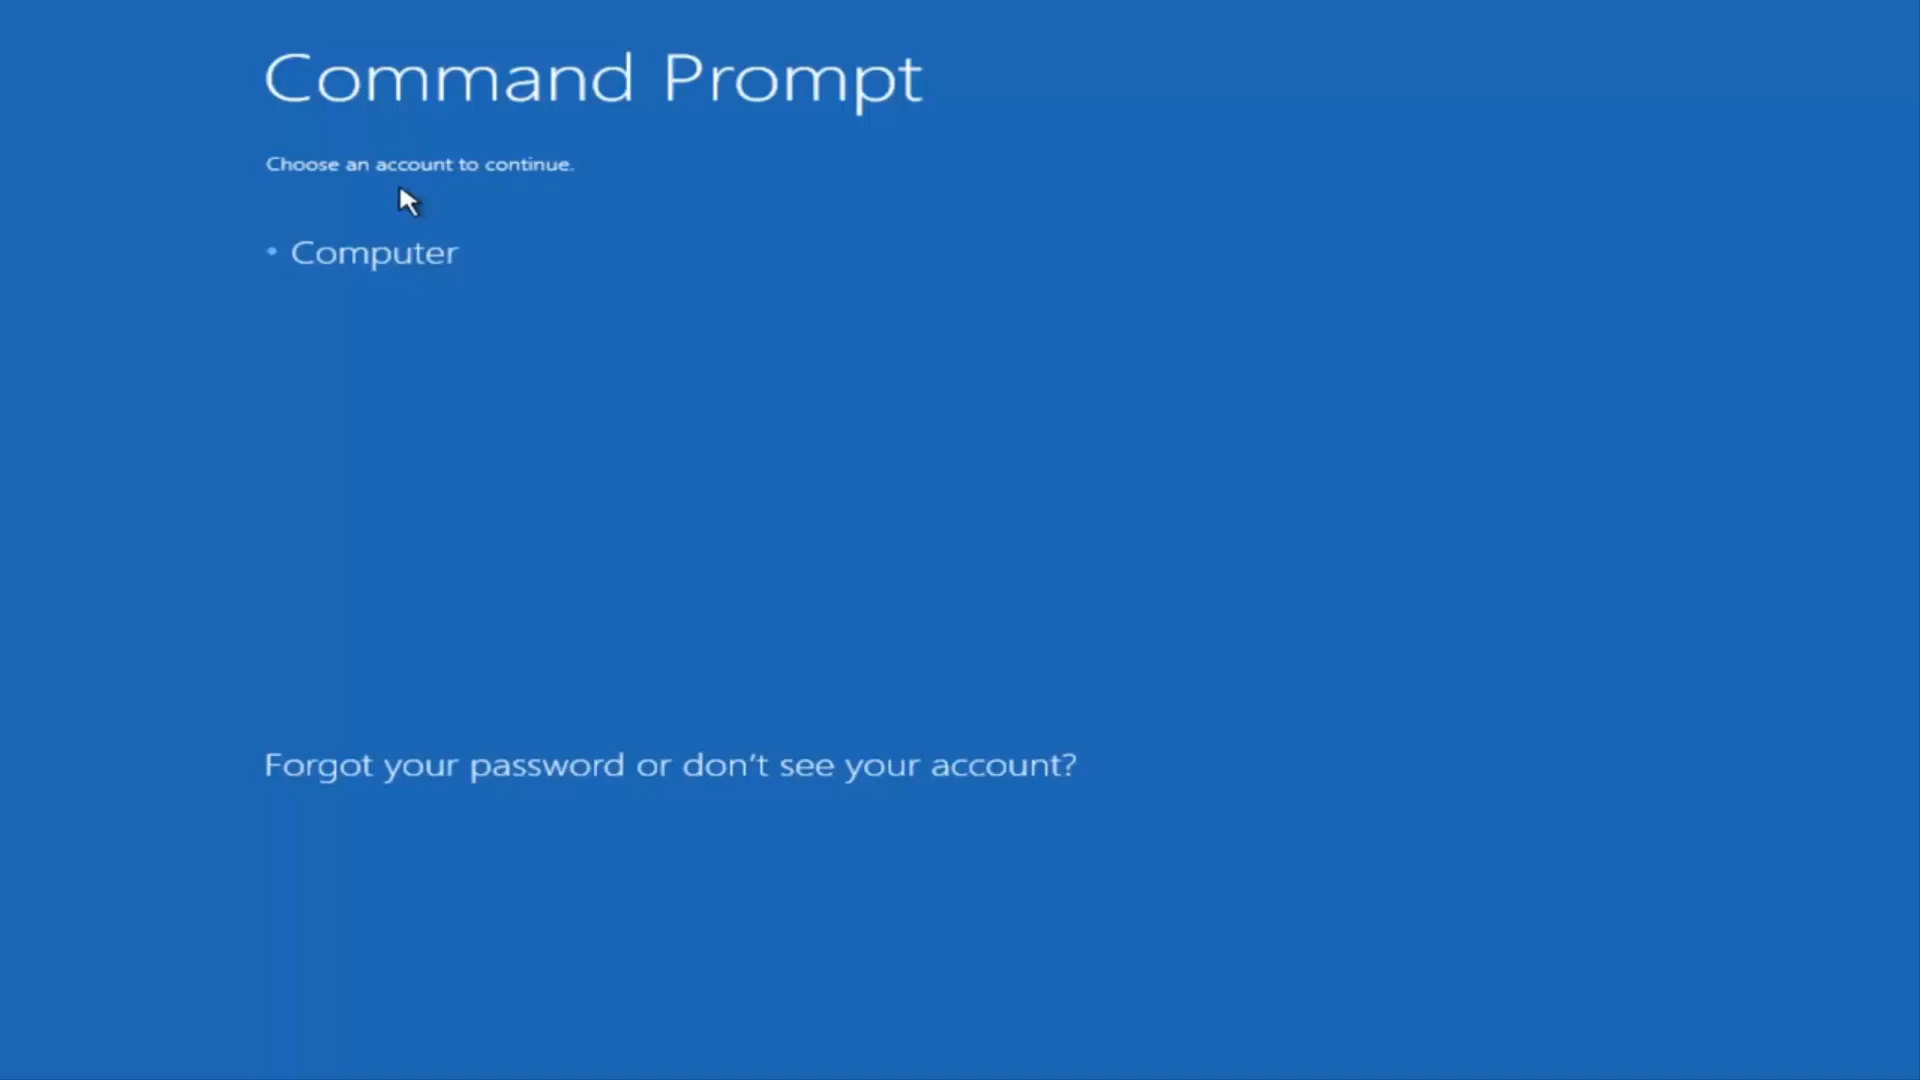 Command Prompt
Choose an account to continue.
• Computer
Forgot your password or don't see your account?